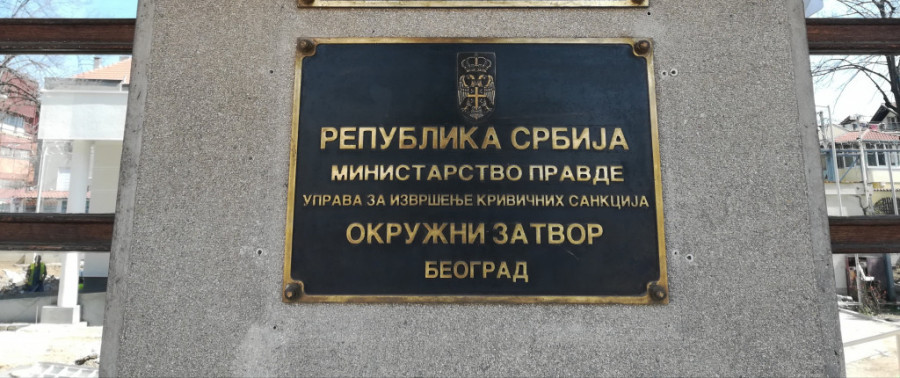 РЕПУБЛИКА СРБИЈА
МИНИСТАРСТВО ПРАВДЕ
УПРАВА ЗА ИЗВРШЕЊЕ КРИВИЧНИХ САНКЦИЈА
ОКРУЖНИ ЗАТВОР
БЕОГРАД